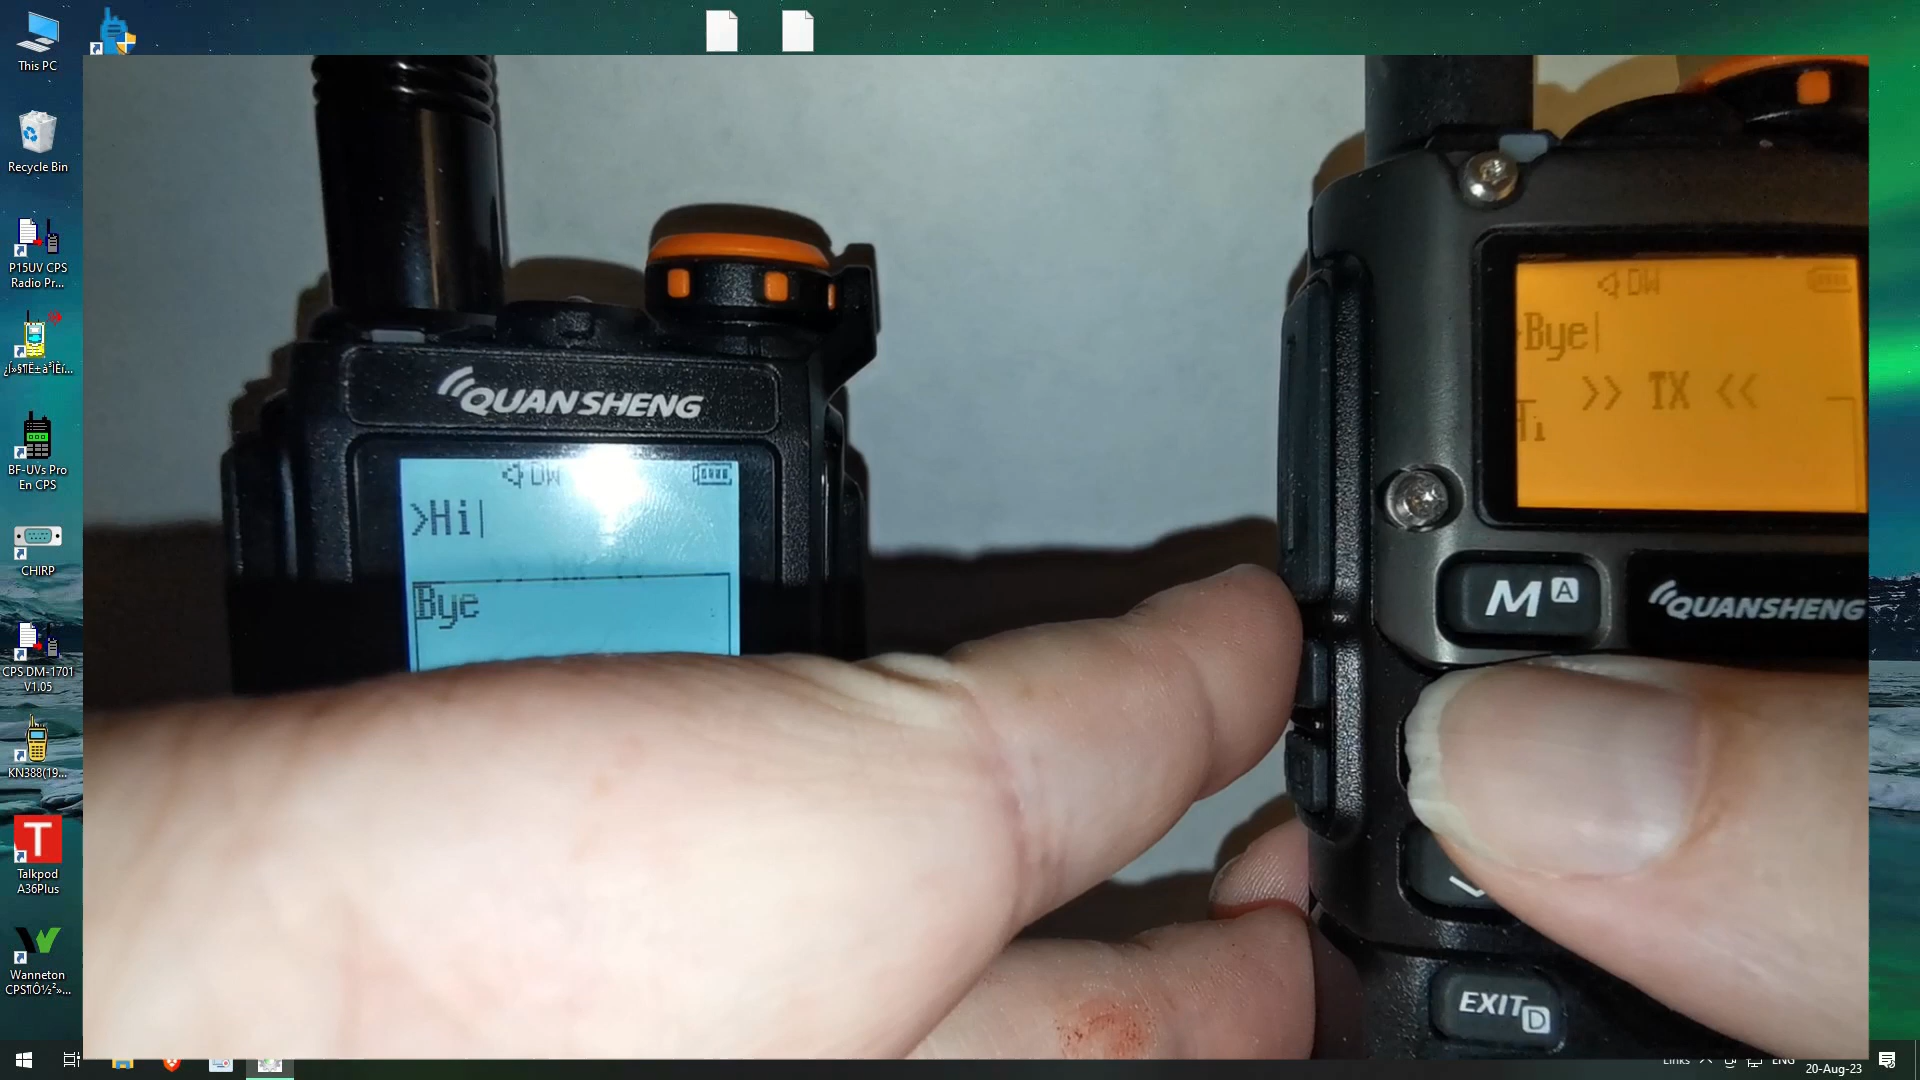 This PC
Recycle Bin
P15UV CPS
Radio Pr...
BF-UVs Pro
En CPS
CHIRP
CPS DM-1701
V1.05
KN388(19...
T
Talkpod
A36Plus
Wanneton
QUANSHENG
DW
>Hi
Bye
DW
Bye
>> TX <<
Hi
M A
QUANSHENG
EXIT D
Links
ENG
20-Aug-23